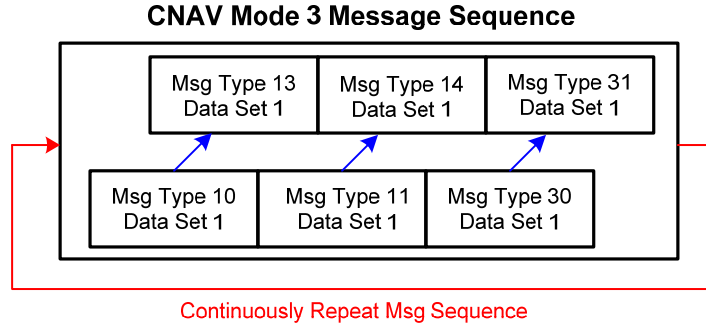 CNAV Mode 3 Message Sequence
Msg Type 13
Data Set 1
Msg Type 14
Data Set 1
Msg Type 31
Data Set 1
Msg Type 10
Data Set 1
Msg Type 11
Data Set 1
Msg Type 30
Data Set 1
Continuously Repeat Msg Sequence